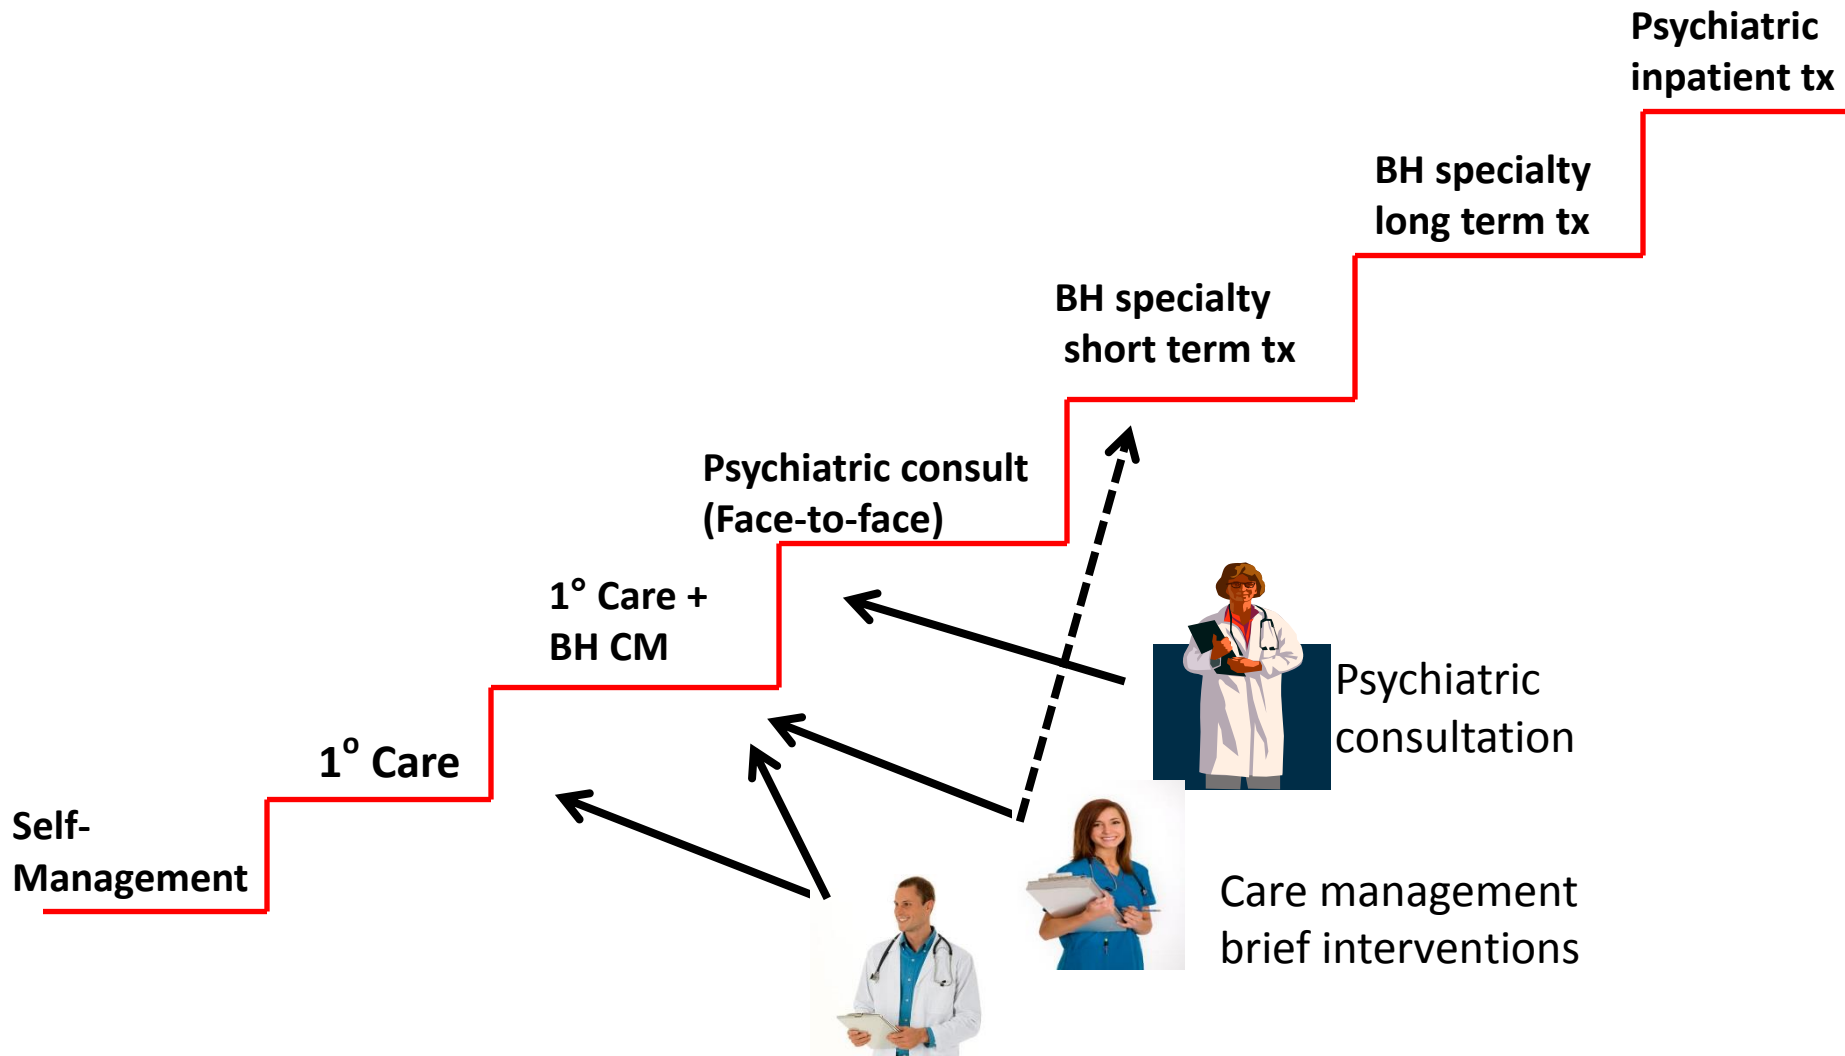 Psychiatric
inpatient tx
BH specialty
long term tx
BH specialty
short term tx
Psychiatric consult
(Face-to-face)
1° Care +
BH CM
1° Care
Self-
Management
Psychiatric
consultation
Care management
brief interventions